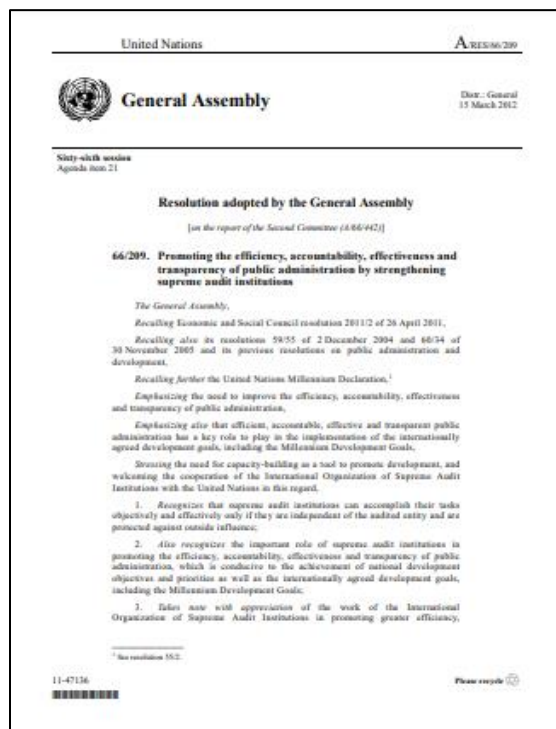 United Nations A/RES/66/209
General Assembly
Distr.: General
15 March 2012
Sixty-sixth session
Agenda item 21
Resolution adopted by the General Assembly
[on the report of the Second Committee (A/66/442)]
66/209. Promoting the efficiency, accountability, effectiveness and
transparency of public administration by strengthening
supreme audit institutions
The General Assembly,
Recalling Economic and Social Council resolution 2011/2 of 26 April 2011,
Recalling also its resolutions 59/55 of 2 December 2004 and 60/34 of
30 November 2005 and its previous resolutions on public administration and
development,
Recalling further the United Nations Millennium Declaration,1
Emphasizing the need to improve the efficiency, accountability, effectiveness
and transparency of public administration,
Emphasizing also that efficient, accountable, effective and transparent public
administration has a key role to play in the implementation of the internationally
agreed development goals, including the Millennium Development Goals,
Stressing the need for capacity-building as a tool to promote development, and
welcoming the cooperation of the International Organization of Supreme Audit
Institutions with the United Nations in this regard,
1. Recognizes that supreme audit institutions can accomplish their tasks
objectively and effectively only if they are independent of the audited entity and are
protected against outside influence;
2. Also recognizes the important role of supreme audit institutions in
promoting the efficiency, accountability, effectiveness and transparency of public
administration, which is conducive to the achievement of national development
objectives and priorities as well as the internationally agreed development goals,
including the Millennium Development Goals;
3. Takes note with appreciation of the work of the International
Organization of Supreme Audit Institutions in promoting greater efficiency,
1 See resolution 55/2.
11-47136
Please recycle